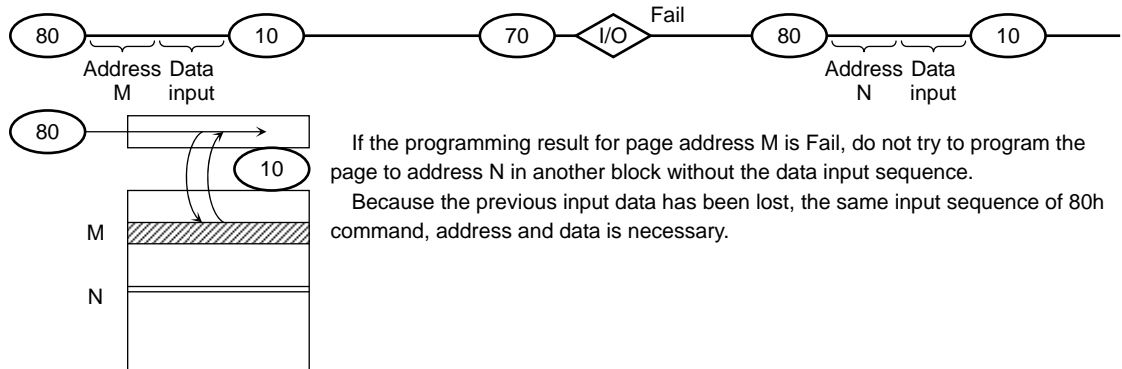 Fail
80 10 70 I/O 80 10
Address Data Address Data
M input N input
80
If the programming result for page address M is Fail, do not try to program the
10
page to address N in another block without the data input sequence.
Because the previous input data has been lost, the same input sequence of 80h
M
command, address and data is necessary.
N